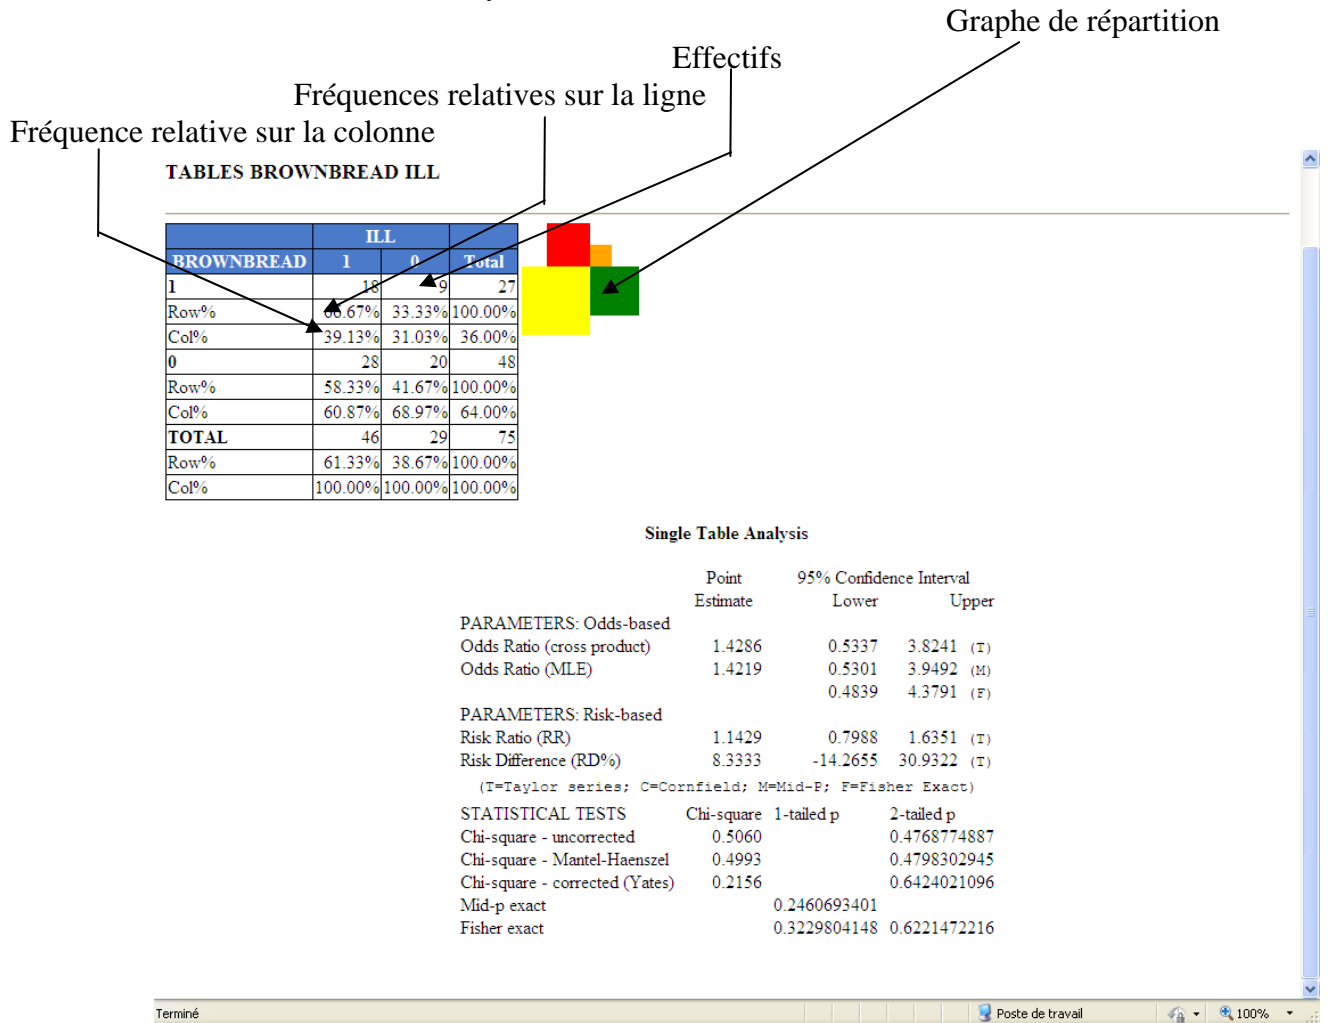 Graphe de répartition
Effectifs
Fréquences relatives sur la ligne
Fréquence relative sur la colonne
TABLES BROWNBREAD ILL
ILL
BROWNBREAD 1 0 Total
1 18 9 27
Row% 66.67% 33.33% 100.00%
Col% 39.13% 31.03% 36.00%
0 28 20 48
Row% 58.33% 41.67% 100.00%
Col% 60.87% 68.97% 64.00%
TOTAL 46 29 75
Row% 61.33% 38.67% 100.00%
Col% 100.00% 100.00% 100.00%
Single Table Analysis
Point 95% Confidence Interval
Estimate Lower Upper
PARAMETERS: Odds-based
Odds Ratio (cross product) 1.4286 0.5337 3.8241 (T)
Odds Ratio (MLE) 1.4219 0.5301 3.9492 (M)
0.4839 4.3791 (F)
PARAMETERS: Risk-based
Risk Ratio (RR) 1.1429 0.7988 1.6351 (T)
Risk Difference (RD%) 8.3333 -14.2655 30.9322 (T)
(T=Taylor series; C=Cornfield; M=Mid-P; F=Fisher Exact)
STATISTICAL TESTS Chi-square 1-tailed p 2-tailed p
Chi-square - uncorrected 0.5060 0.4768774887
Chi-square - Mantel-Haenszel 0.4993 0.4798302945
Chi-square - corrected (Yates) 0.2156 0.6424021096
Mid-p exact 0.2460693401
Fisher exact 0.3229804148 0.6221472216
Terminé Poste de travail 100%